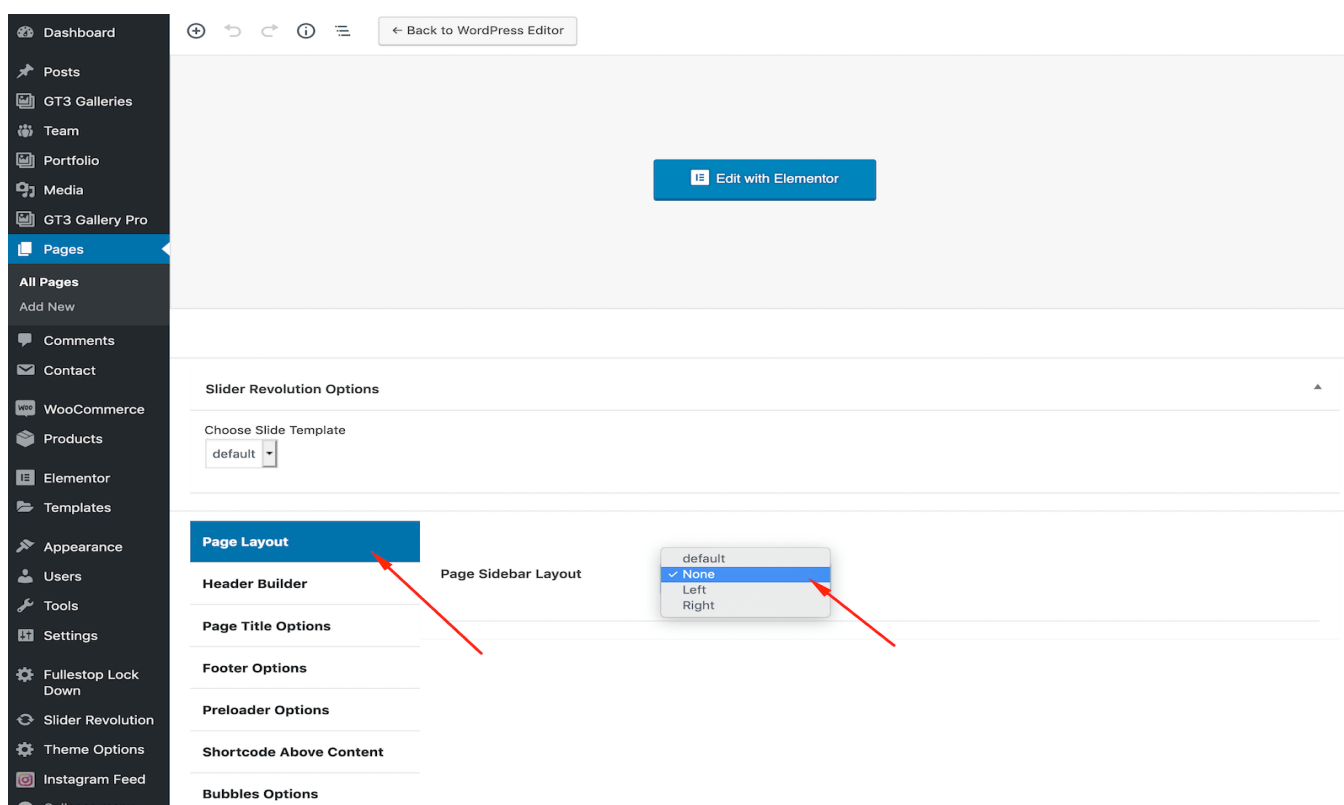 Dashboard
Posts
GT3 Galleries
Team
Portfolio
Media
GT3 Gallery Pro
Pages
All Pages
Add New
Comments
Contact
Woo WooCommerce
Products
Elementor
Templates
Appearance
Users
Tools
Settings
Fullestop Lock
Down
Slider Revolution
Theme Options
Instagram Feed
← Back to WordPress Editor
Edit with Elementor
Slider Revolution Options
Choose Slide Template
default
Page Layout
Header Builder
Page Title Options
Footer Options
Preloader Options
Shortcode Above Content
Bubbles Options
Page Sidebar Layout
default
✓ None
Left
Right